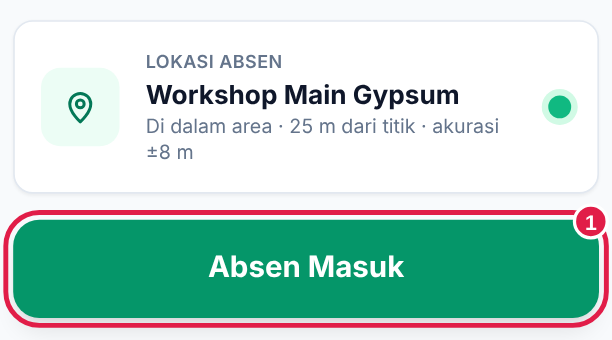 LOKASI ABSEN
Workshop Main Gypsum
Di dalam area · 25 m dari titik · akurasi
±8 m
1
Absen Masuk